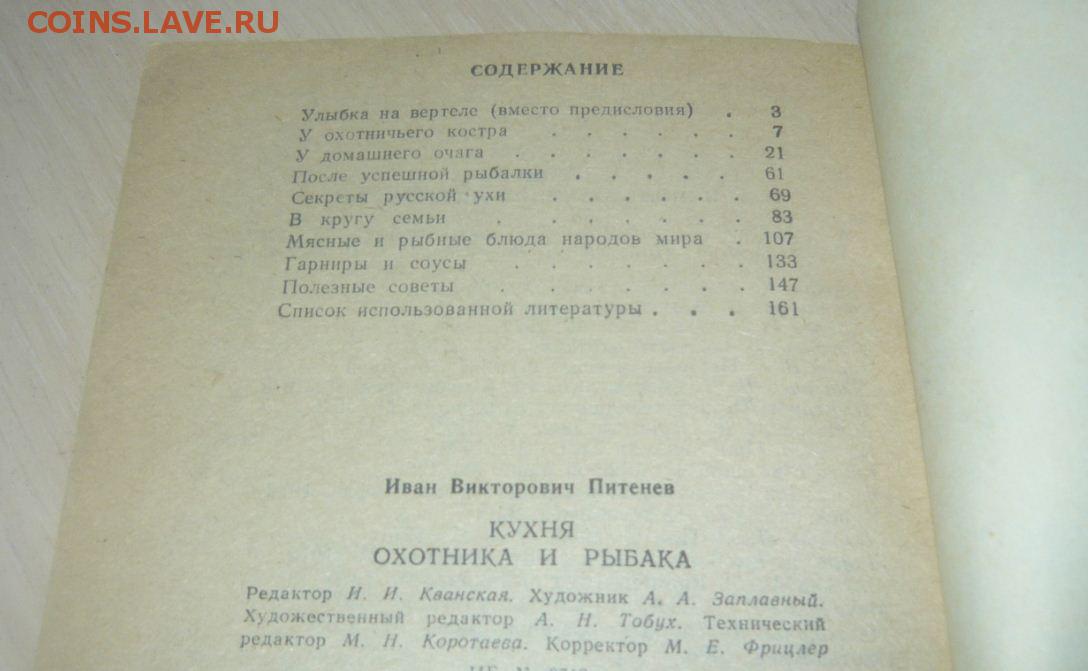 COINS.LAVE.RU
СОДЕРЖАНИЕ
Улыбка на вертеле (вместо предисловия) . 3
У охотничьего костра . . . . . . 7
У домашнего очага . . . . . . . 21
После успешной рыбалки . . . . . 61
Секреты русской ухи . . . . . . 69
В кругу семьи . . . . . . 83
Мясные и рыбные блюда народов мира . 107
Гарниры и соусы . . . . . . . 133
Полезные советы . . . . . . . 147
Список использованной литературы . . . 161
Иван Викторович Питенев
КУХНЯ
ОХОТНИКА И РЫБАКА
Редактор И. И. Кванская. Художник А. А. Заплавный.
Художественный редактор А. Н. Тобух. Технический
редактор М. Н. Коротаева. Корректор М. Е. Фрицлер